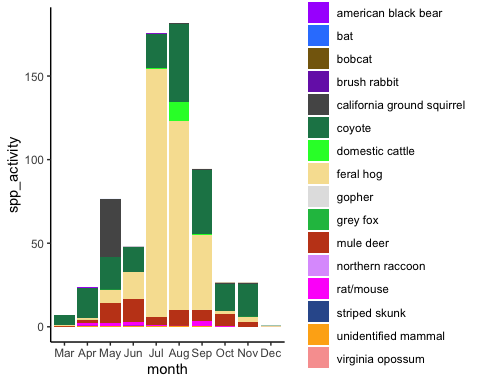 spp_activity
150
100
50
0
Mar Apr May Jun Jul Aug Sep Oct Nov Dec
month
american black bear
bat
bobcat
brush rabbit
california ground squirrel
coyote
domestic cattle
feral hog
gopher
grey fox
mule deer
northern raccoon
rat/mouse
striped skunk
unidentified mammal
virginia opossum